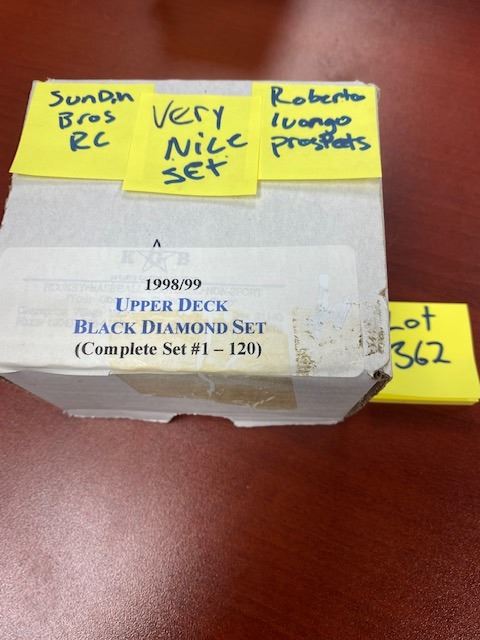 SunDin
Bros
RC
Very
Nice
set
Roberto
luongo
prospects
K B
1998/99
UPPER DECK
BLACK DIAMOND SET
(Complete Set #1 – 120)
Lot
362